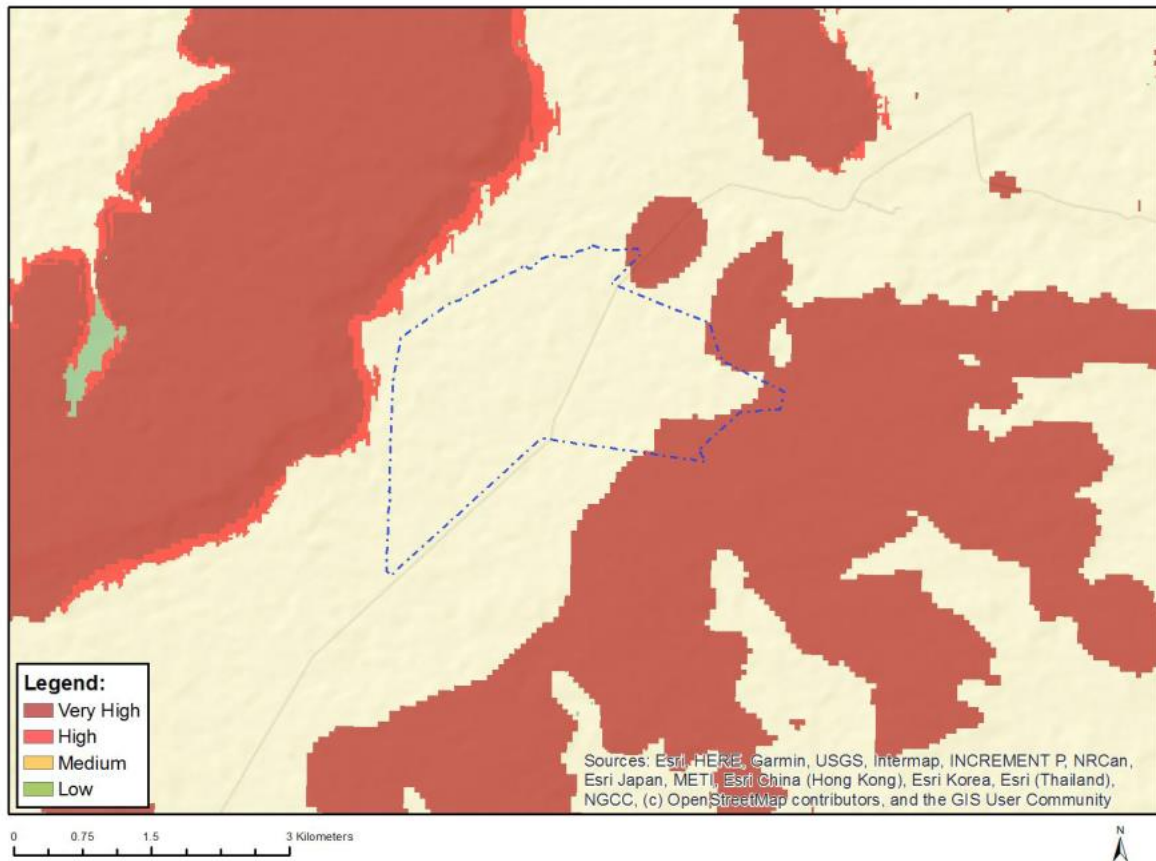 Legend:
Very High
High
Medium
Low
Sources: Esri, HERE, Garmin, USGS, Intermap, INCREMENT P, NRCan,
Esri Japan, METI, Esri China (Hong Kong), Esri Korea, Esri (Thailand),
NGCC, (c) OpenStreetMap contributors, and the GIS User Community
0 0.75 1.5 3 Kilometers
N